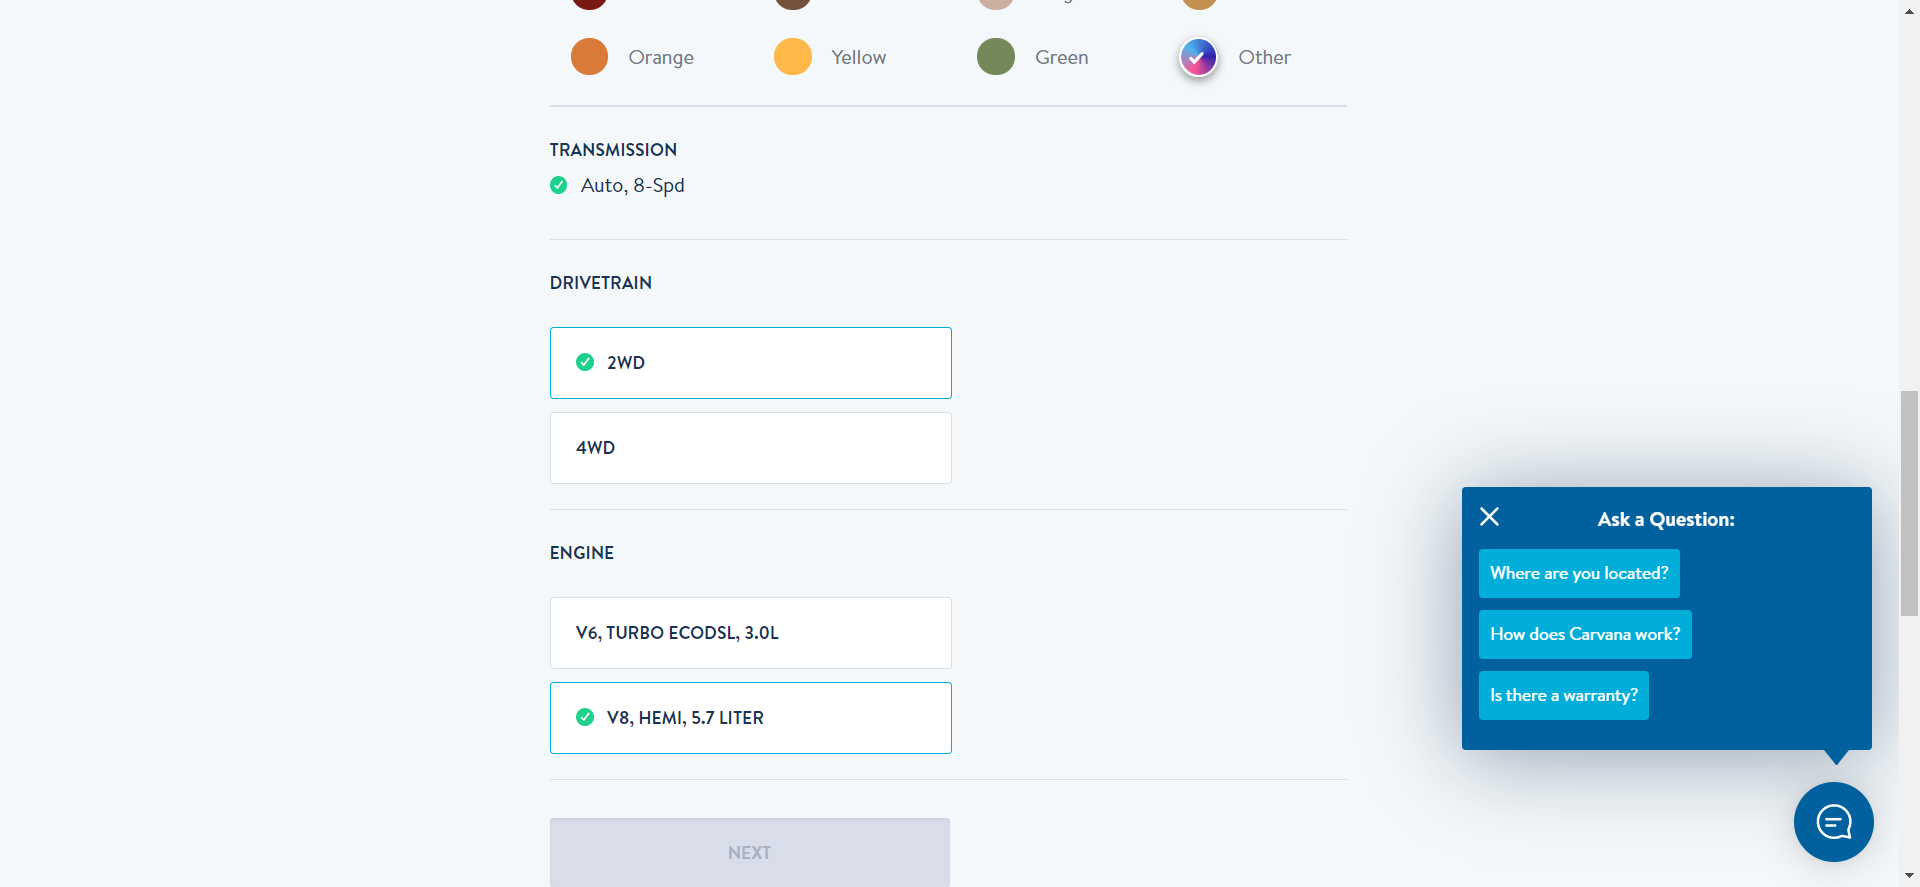 Orange
Yellow
Green
Other
TRANSMISSION
Auto, 8-Spd
DRIVETRAIN
2WD
4WD
ENGINE
V6, TURBO ECODSL, 3.0L
V8, HEMI, 5.7 LITER
NEXT
Ask a Question:
Where are you located?
How does Carvana work?
Is there a warranty?